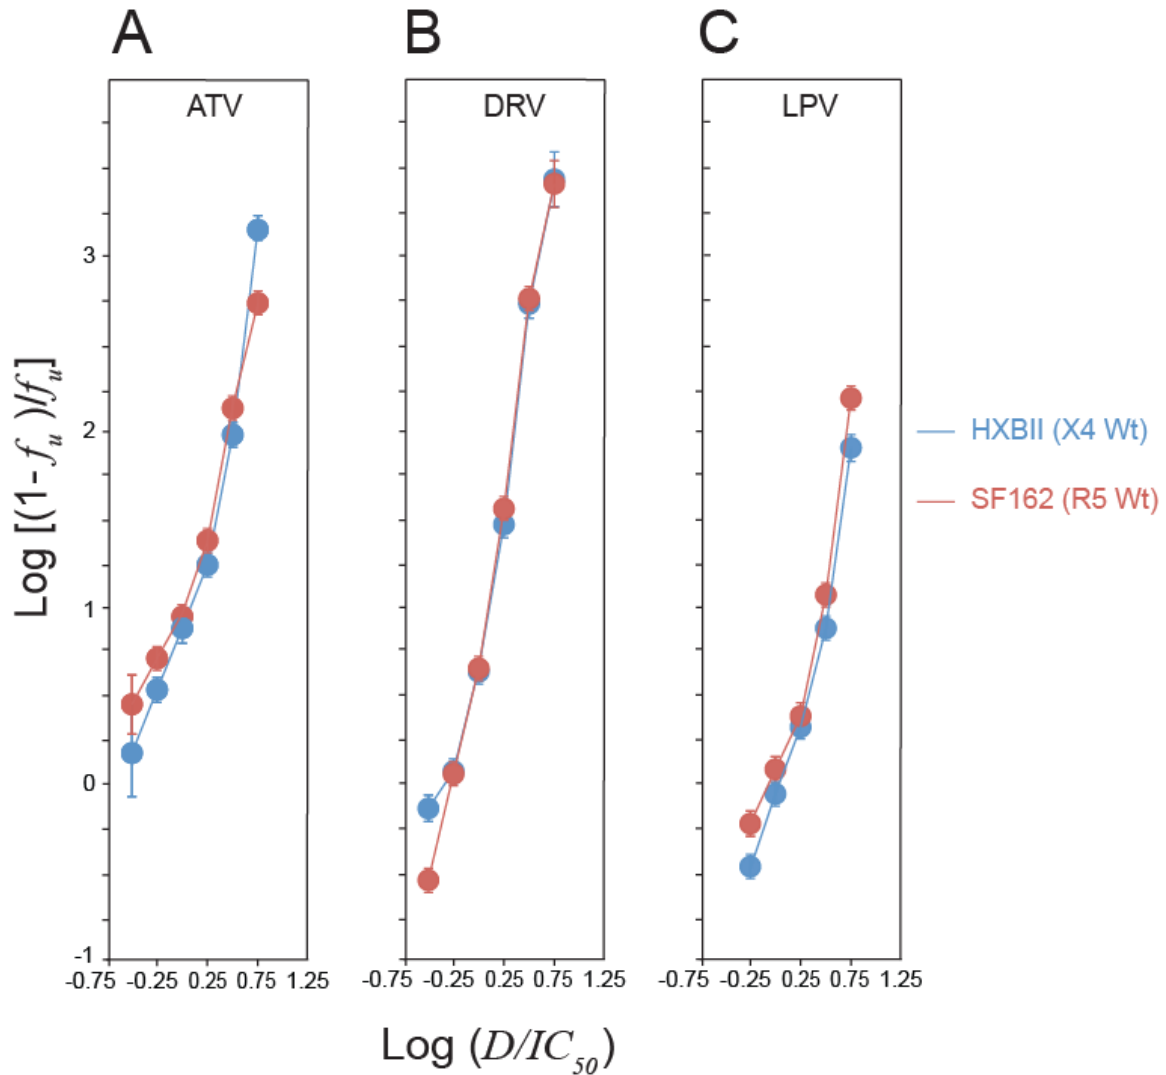 A B C
ATV DRV LPV
3
2
1
0
-1
Log [(1- fu )/fu]
-0.75 -0.25 0.25 0.75 1.25 -0.75 -0.25 0.25 0.75 1.25 -0.75 -0.25 0.25 0.75 1.25
Log (D/IC50)
HXBII (X4 Wt)
SF162 (R5 Wt)